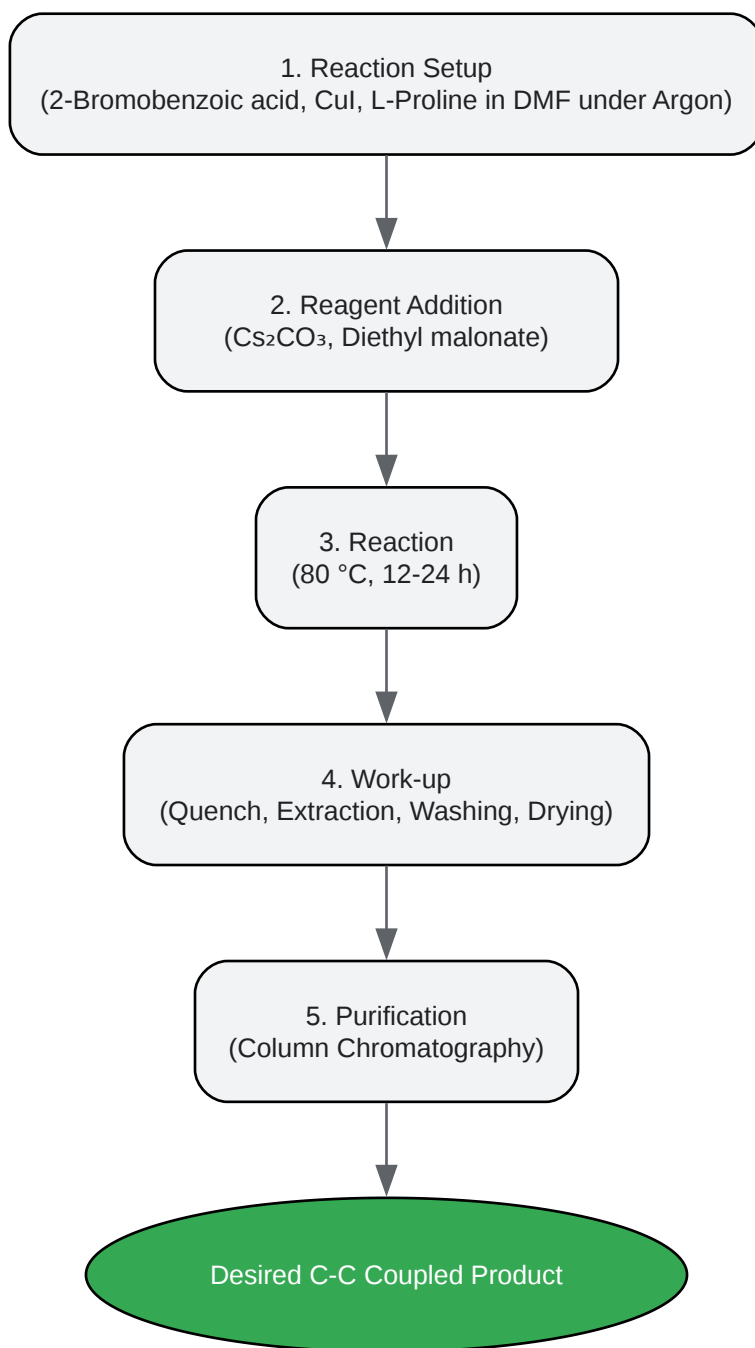 1. Reaction Setup
(2-Bromobenzoic acid, CuI, L-Proline in DMF under Argon)
2. Reagent Addition
(Cs₂CO₃, Diethyl malonate)
3. Reaction
(80 °C, 12-24 h)
4. Work-up
(Quench, Extraction, Washing, Drying)
5. Purification
(Column Chromatography)
Desired C-C Coupled Product